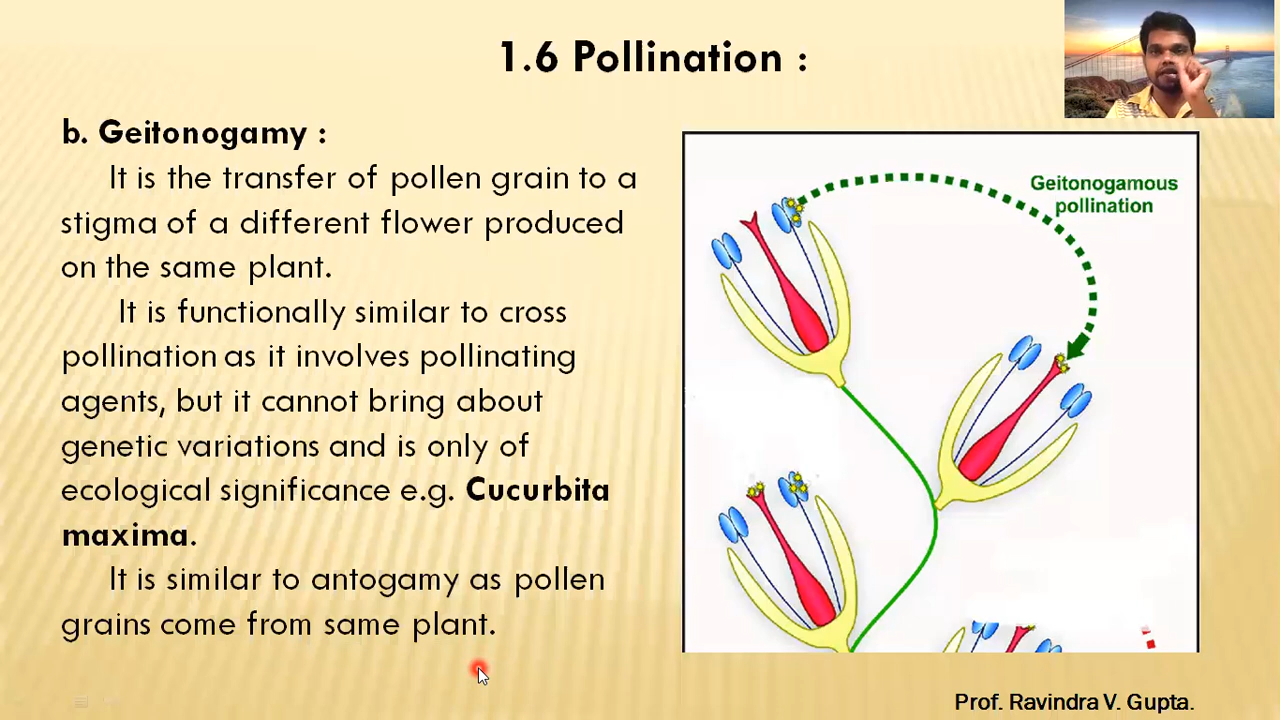 1.6 Pollination :
b. Geitonogamy :
It is the transfer of pollen grain to a
stigma of a different flower produced
on the same plant.
It is functionally similar to cross
pollination as it involves pollinating
agents, but it cannot bring about
genetic variations and is only of
ecological significance e.g. Cucurbita
maxima.
It is similar to antogamy as pollen
grains come from same plant.
Geitonogamous
pollination
Prof. Ravindra V. Gupta.